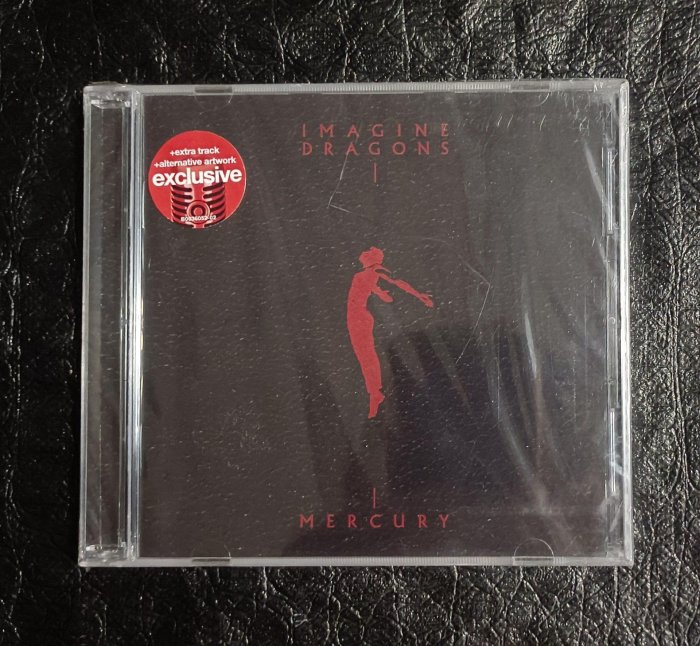 IMAGINE
DRAGONS
+extra track
+alternative artwork
exclusive
MERCURY